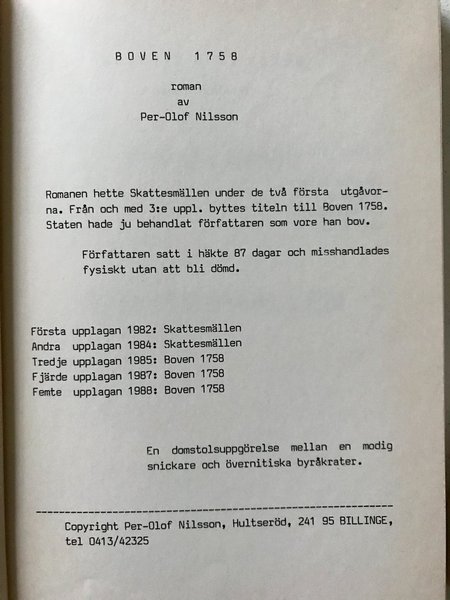 BOVEN 1758
roman
av
Per-Olof Nilsson
Romanen hette Skattesmällen under de två första utgåvor-
na. Från och med 3:e uppl. byttes titeln till Boven 1758.
Staten hade ju behandlat författaren som vore han bov.
Författaren satt i häkte 87 dagar och misshandlades
fysiskt utan att bli dömd.
Första upplagan 1982: Skattesmällen
Andra upplagan 1984: Skattesmällen
Tredje upplagan 1985: Boven 1758
Fjärde upplagan 1987: Boven 1758
Femte upplagan 1988: Boven 1758
En domstolsuppgörelse mellan en modig
snickare och övernitiska byråkrater.
Copyright Per-Olof Nilsson, Hultseröd, 241 95 BILLINGE,
tel 0413/42325